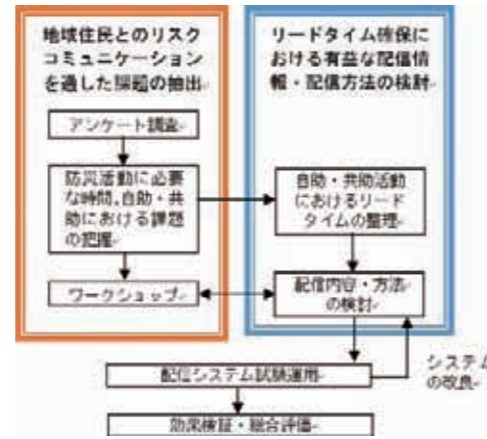 地域住民とのリスク
コミュニケーション
を通した課題の抽出
アンケート調査
防災活動に必要
な時間、自助・共
助における課題
の把握
ワークショップ
リードタイム確保に
おける有益な配信情
報・配信方法の検討
自助・共助活動
におけるリード
タイムの整理
配信内容・方法
の検討
配信システム試験運用
システム
の改良
効果検証・総合評価